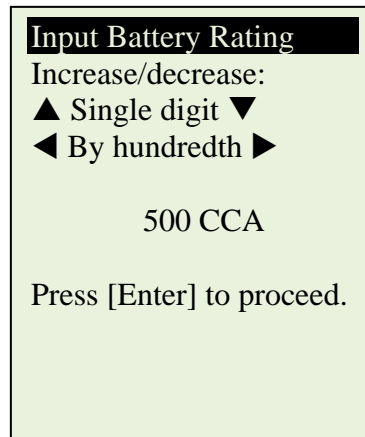 Input Battery Rating
Increase/decrease:
▲ Single digit ▼
◀ By hundredth ▶
500 CCA
Press [Enter] to proceed.